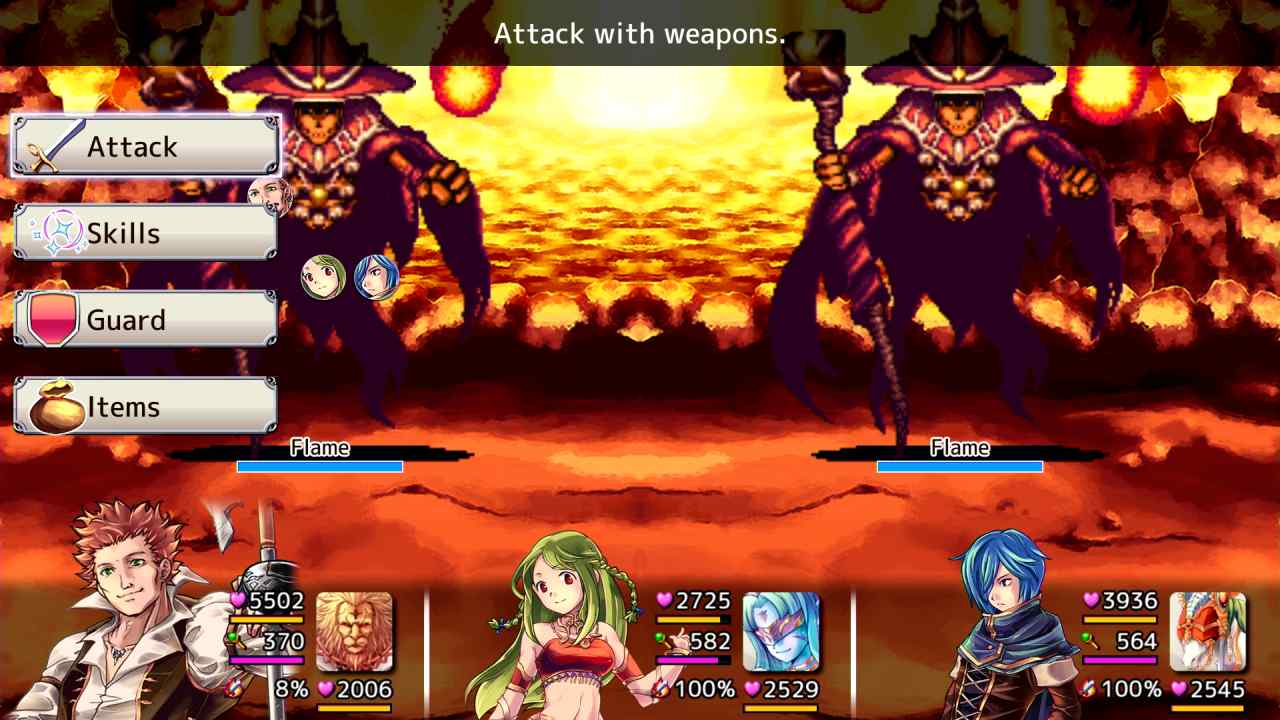 Attack with weapons.
Attack
Skills
Guard
Items
Flame
Flame
5502
370
8%
2006
2725
582
100%
2529
3936
564
100%
2545